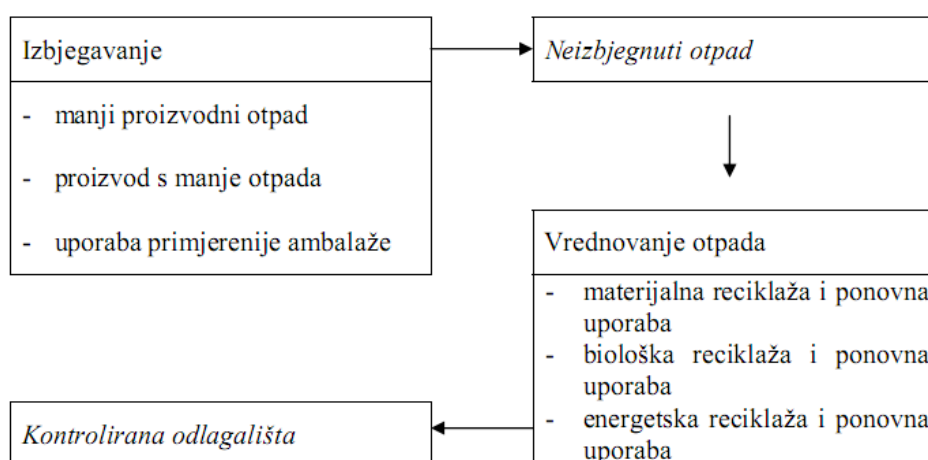 Izbjegavanje
- manji proizvodni otpad
- proizvod s manje otpada
- uporaba primjerenije ambalaže
Neizbjegnuti otpad
Vrednovanje otpada
- materijalna reciklaža i ponovna
uporaba
- biološka reciklaža i ponovna
uporaba
- energetska reciklaža i ponovna
uporaba
Kontrolirana odlagališta